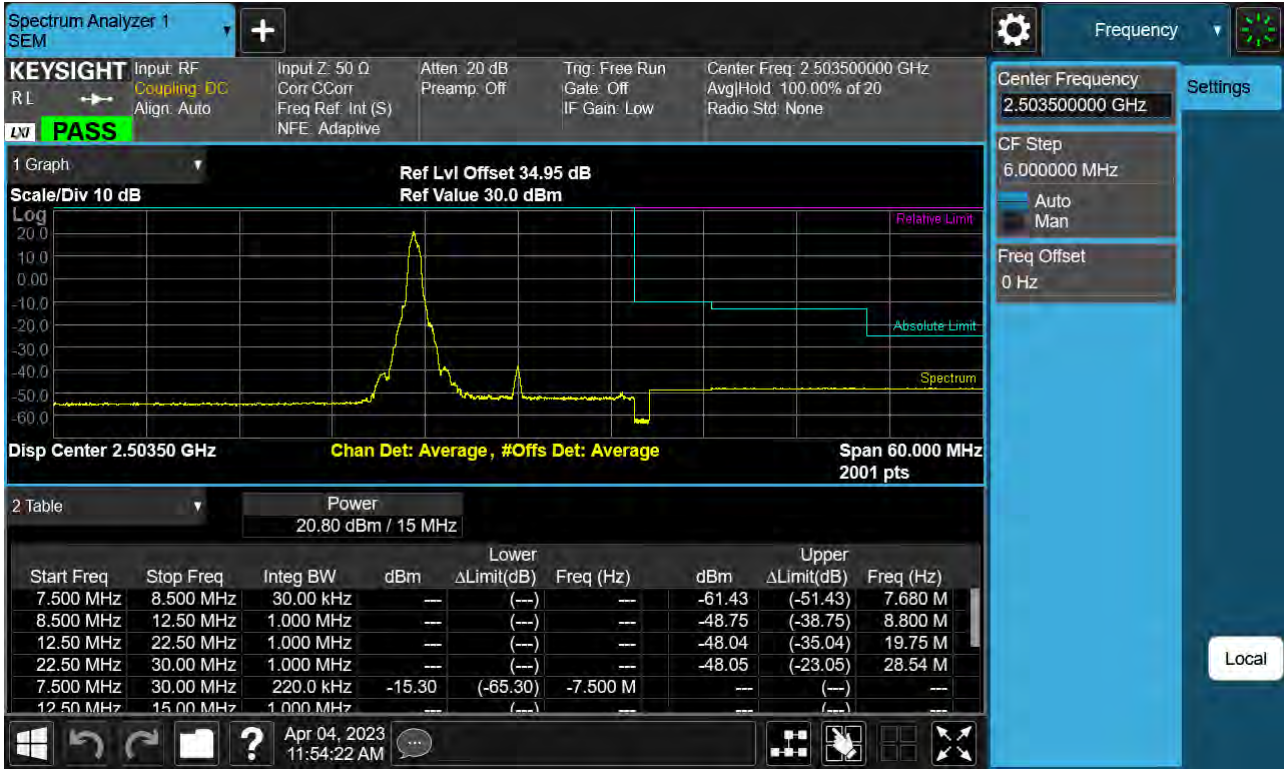 Spectrum Analyzer 1
SEM
+
Frequency
KEYSIGHT
R L
LXI
PASS
Input: RF
Coupling: DC
Align: Auto
Input Z: 50 Ω
Corr CCorr
Freq Ref: Int (S)
NFE: Adaptive
Atten: 20 dB
Preamp: Off
Trig: Free Run
Gate: Off
IF Gain: Low
Center Freq: 2.503500000 GHz
Avg|Hold: 100.00% of 20
Radio Std: None
Center Frequency
2.503500000 GHz
Settings
CF Step
6.000000 MHz
Auto
Man
Freq Offset
0 Hz
Local
1 Graph
Scale/Div 10 dB
Ref Lvl Offset 34.95 dB
Ref Value 30.0 dBm
Log
20.0
10.0
0.00
-10.0
-20.0
-30.0
-40.0
-50.0
-60.0
Relative Limit
Absolute Limit
Spectrum
Disp Center 2.50350 GHz
Chan Det: Average, #Offs Det: Average
Span 60.000 MHz
2001 pts
2 Table
Power
20.80 dBm / 15 MHz
Lower Upper
Start Freq Stop Freq Integ BW dBm ΔLimit(dB) Freq (Hz) dBm ΔLimit(dB) Freq (Hz)
7.500 MHz 8.500 MHz 30.00 kHz --- (---) --- -61.43 (-51.43) 7.680 M
8.500 MHz 12.50 MHz 1.000 MHz --- (---) --- -48.75 (-38.75) 8.800 M
12.50 MHz 22.50 MHz 1.000 MHz --- (---) --- -48.04 (-35.04) 19.75 M
22.50 MHz 30.00 MHz 1.000 MHz --- (---) --- -48.05 (-23.05) 28.54 M
7.500 MHz 30.00 MHz 220.0 kHz -15.30 (-65.30) -7.500 M --- (---) ---
12.50 MHz 15.00 MHz 1.000 MHz --- (---) --- --- (---) ---
?
Apr 04, 2023
11:54:22 AM